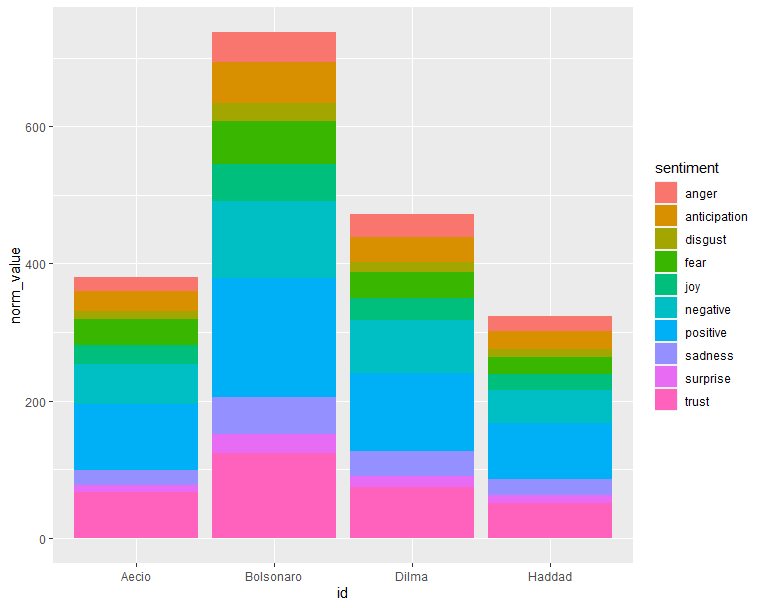 norm_value
600
400
200
0
Aecio
Bolsonaro
Dilma
Haddad
id
sentiment
anger
anticipation
disgust
fear
joy
negative
positive
sadness
surprise
trust